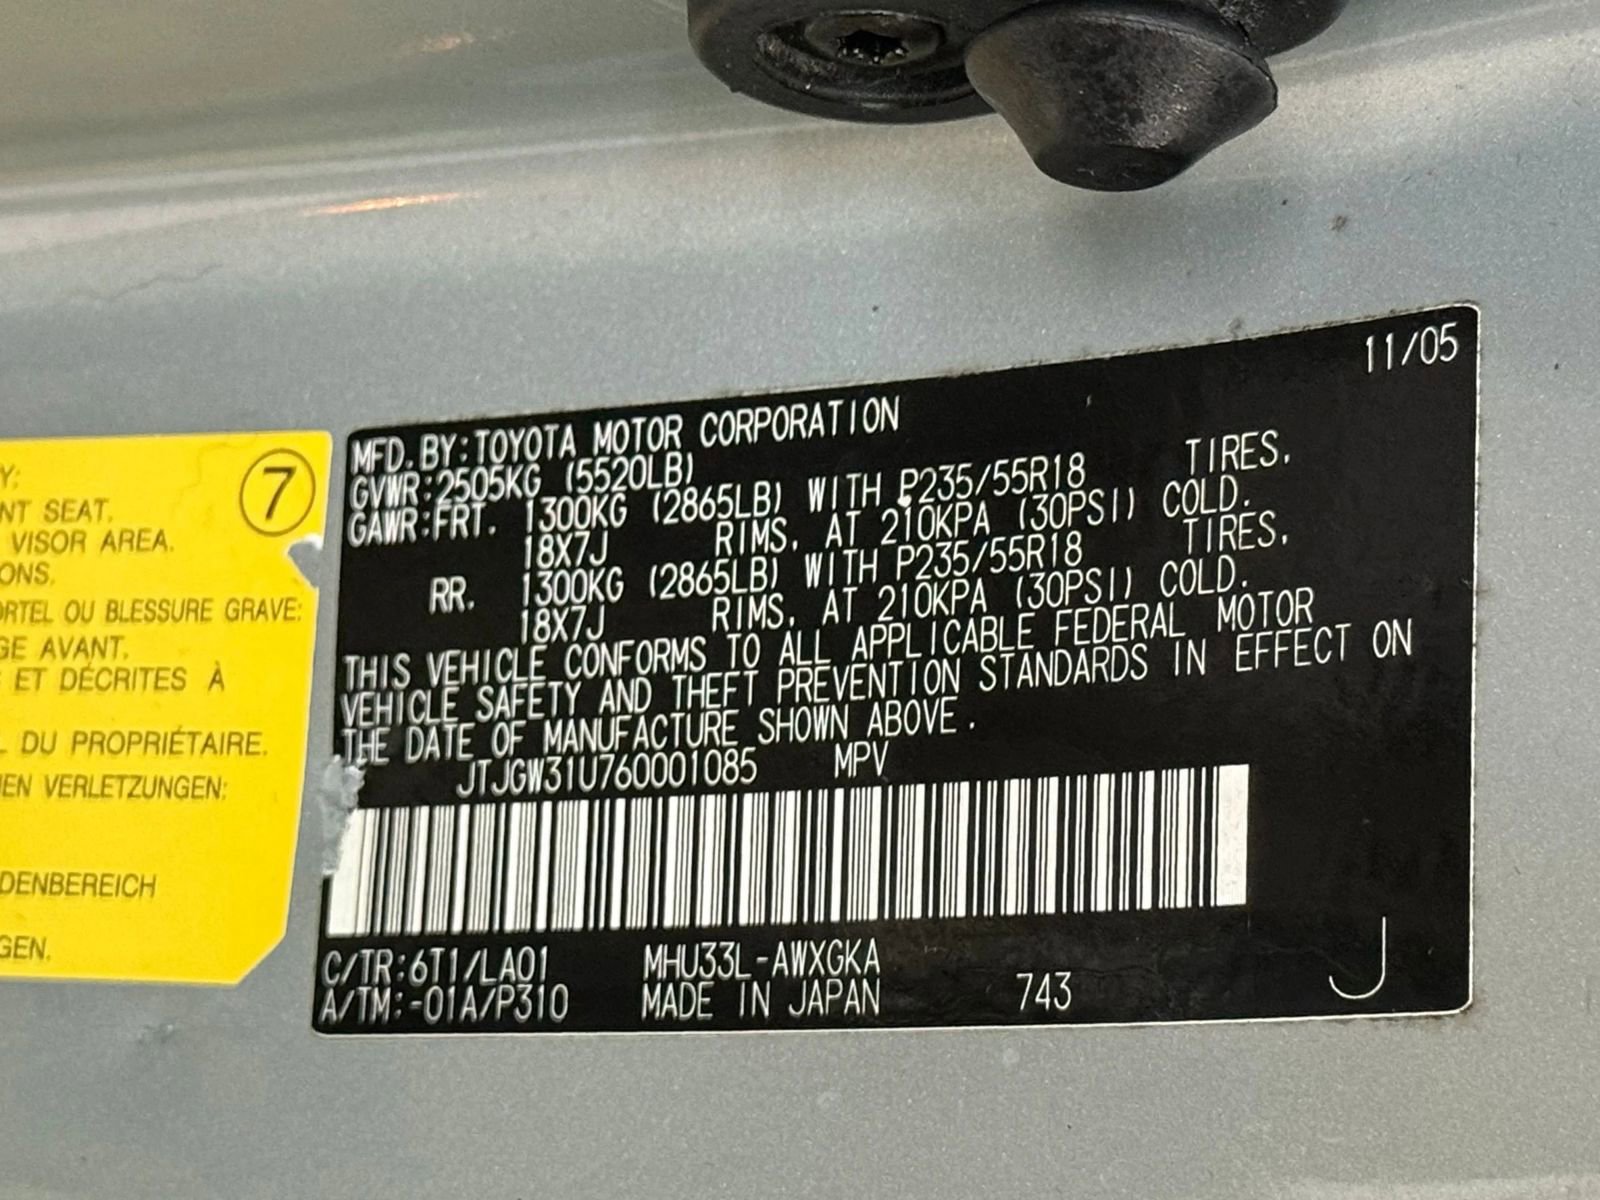 Y:
NT SEAT.
VISOR AREA.
ONS.
ORTEL OU BLESSURE GRAVE:
GE AVANT.
ET DÉCRITES À
DU PROPRIÉTAIRE.
EN VERLETZUNGEN:
DENBEREICH
GEN.
7
11/05
MFD. BY: TOYOTA MOTOR CORPORATION
GVWR: 2505KG (5520LB)
GAWR: FRT. 1300KG (2865LB) WITH P235/55R18 TIRES,
18X7J RIMS, AT 210KPA (30PSI) COLD.
RR. 1300KG (2865LB) WITH P235/55R18 TIRES,
18X7J RIMS, AT 210KPA (30PSI) COLD.
THIS VEHICLE CONFORMS TO ALL APPLICABLE FEDERAL MOTOR
VEHICLE SAFETY AND THEFT PREVENTION STANDARDS IN EFFECT ON
THE DATE OF MANUFACTURE SHOWN ABOVE.
JTJGW31U760001085 MPV
C/TR: 6T1/LA01 MHU33L-AWXGKA
A/TM: -01A/P310 MADE IN JAPAN 743
J